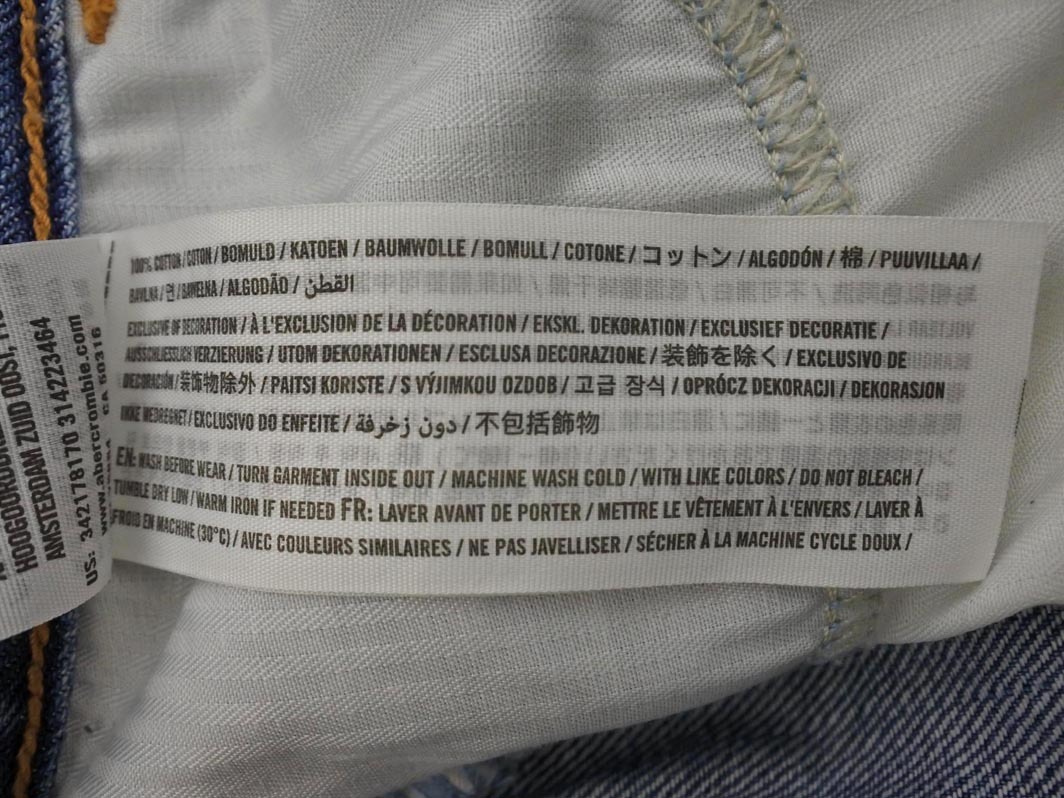 100% COTTON / COTON / BOMULD / KATOEN / BAUMWOLLE / BOMULL / COTONE / コットン / ALGODÓN / 棉 / PUUVILLAA /
BAVLNA / 면 / BAWEŁNA / ALGODÃO / القطن
EXCLUSIVE OF DECORATION / À L'EXCLUSION DE LA DÉCORATION / EKSKL. DEKORATION / EXCLUSIEF DECORATIE /
AUSSCHLIESSLICH VERZIERUNG / UTOM DEKORATIONEN / ESCLUSA DECORAZIONE / 装飾を除く / EXCLUSIVO DE
DECORACIÓN / 装饰物除外 / PAITSI KORISTE / S VÝJIMKOU OZDOB / 고급 장식 / OPRÓCZ DEKORACJI / DEKORASJON
IKKE MEDREGNET / EXCLUSIVO DO ENFEITE / دون زخرفة / 不包括飾物
EN: WASH BEFORE WEAR / TURN GARMENT INSIDE OUT / MACHINE WASH COLD / WITH LIKE COLORS / DO NOT BLEACH /
TUMBLE DRY LOW / WARM IRON IF NEEDED FR: LAVER AVANT DE PORTER / METTRE LE VÊTEMENT À L'ENVERS / LAVER À
FROID EN MACHINE (30°C) / AVEC COULEURS SIMILAIRES / NE PAS JAVELLISER / SÉCHER À LA MACHINE CYCLE DOUX /
AMSTERDAM ZUID OOST,
AMSTERDAM 3142223464
US: 342178170
www.abercrombie.com
CA 50316